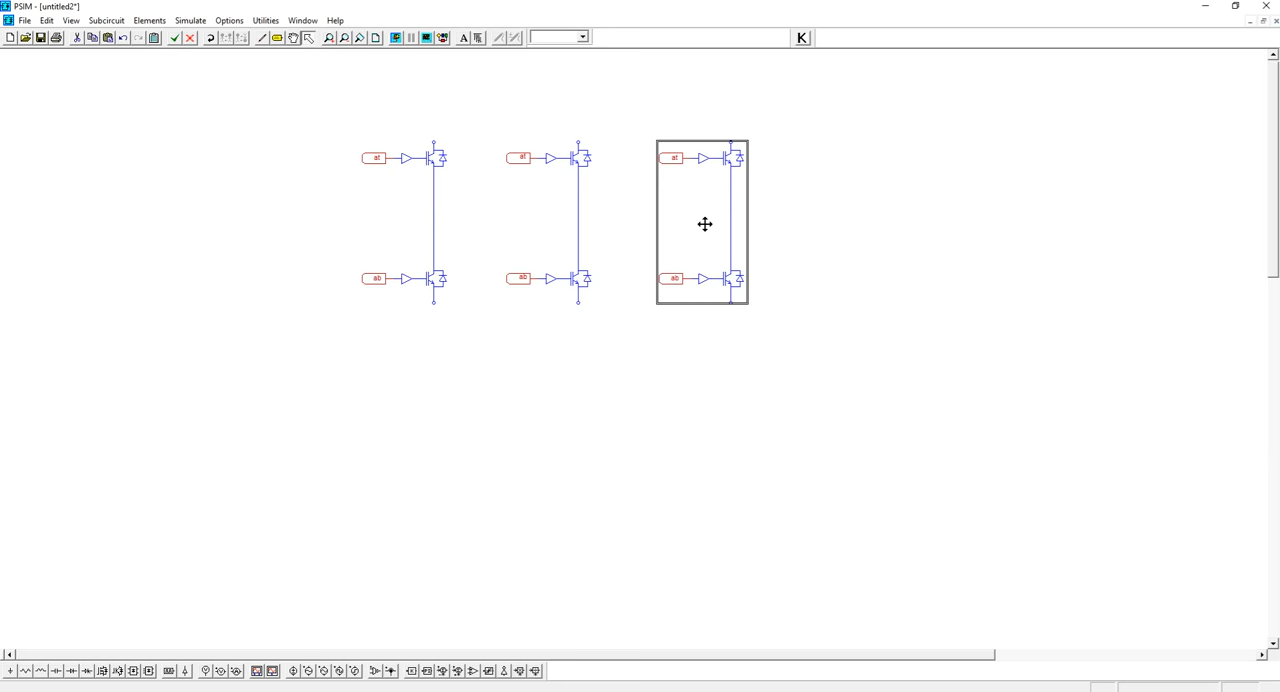 PSIM - [untitled2*]
File Edit View Subcircuit Elements Simulate Options Utilities Window Help
A K
at at at
ab ab ab